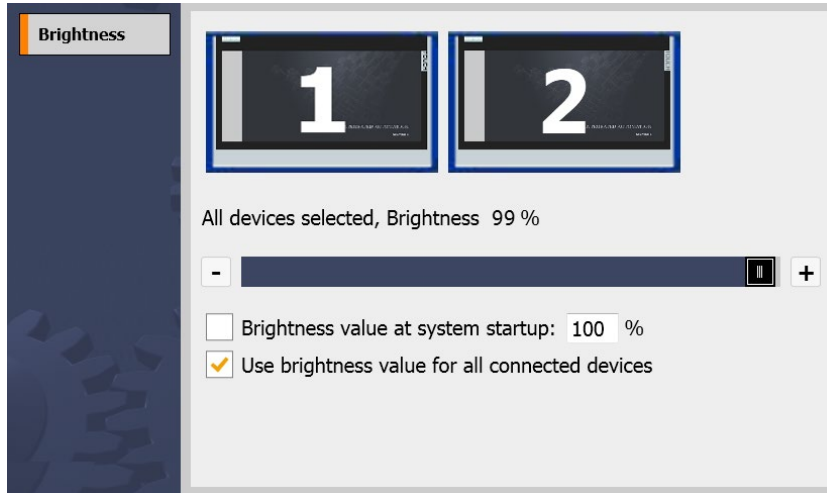 Brightness
1
2
All devices selected, Brightness 99 %
- +
Brightness value at system startup: 100 %
Use brightness value for all connected devices